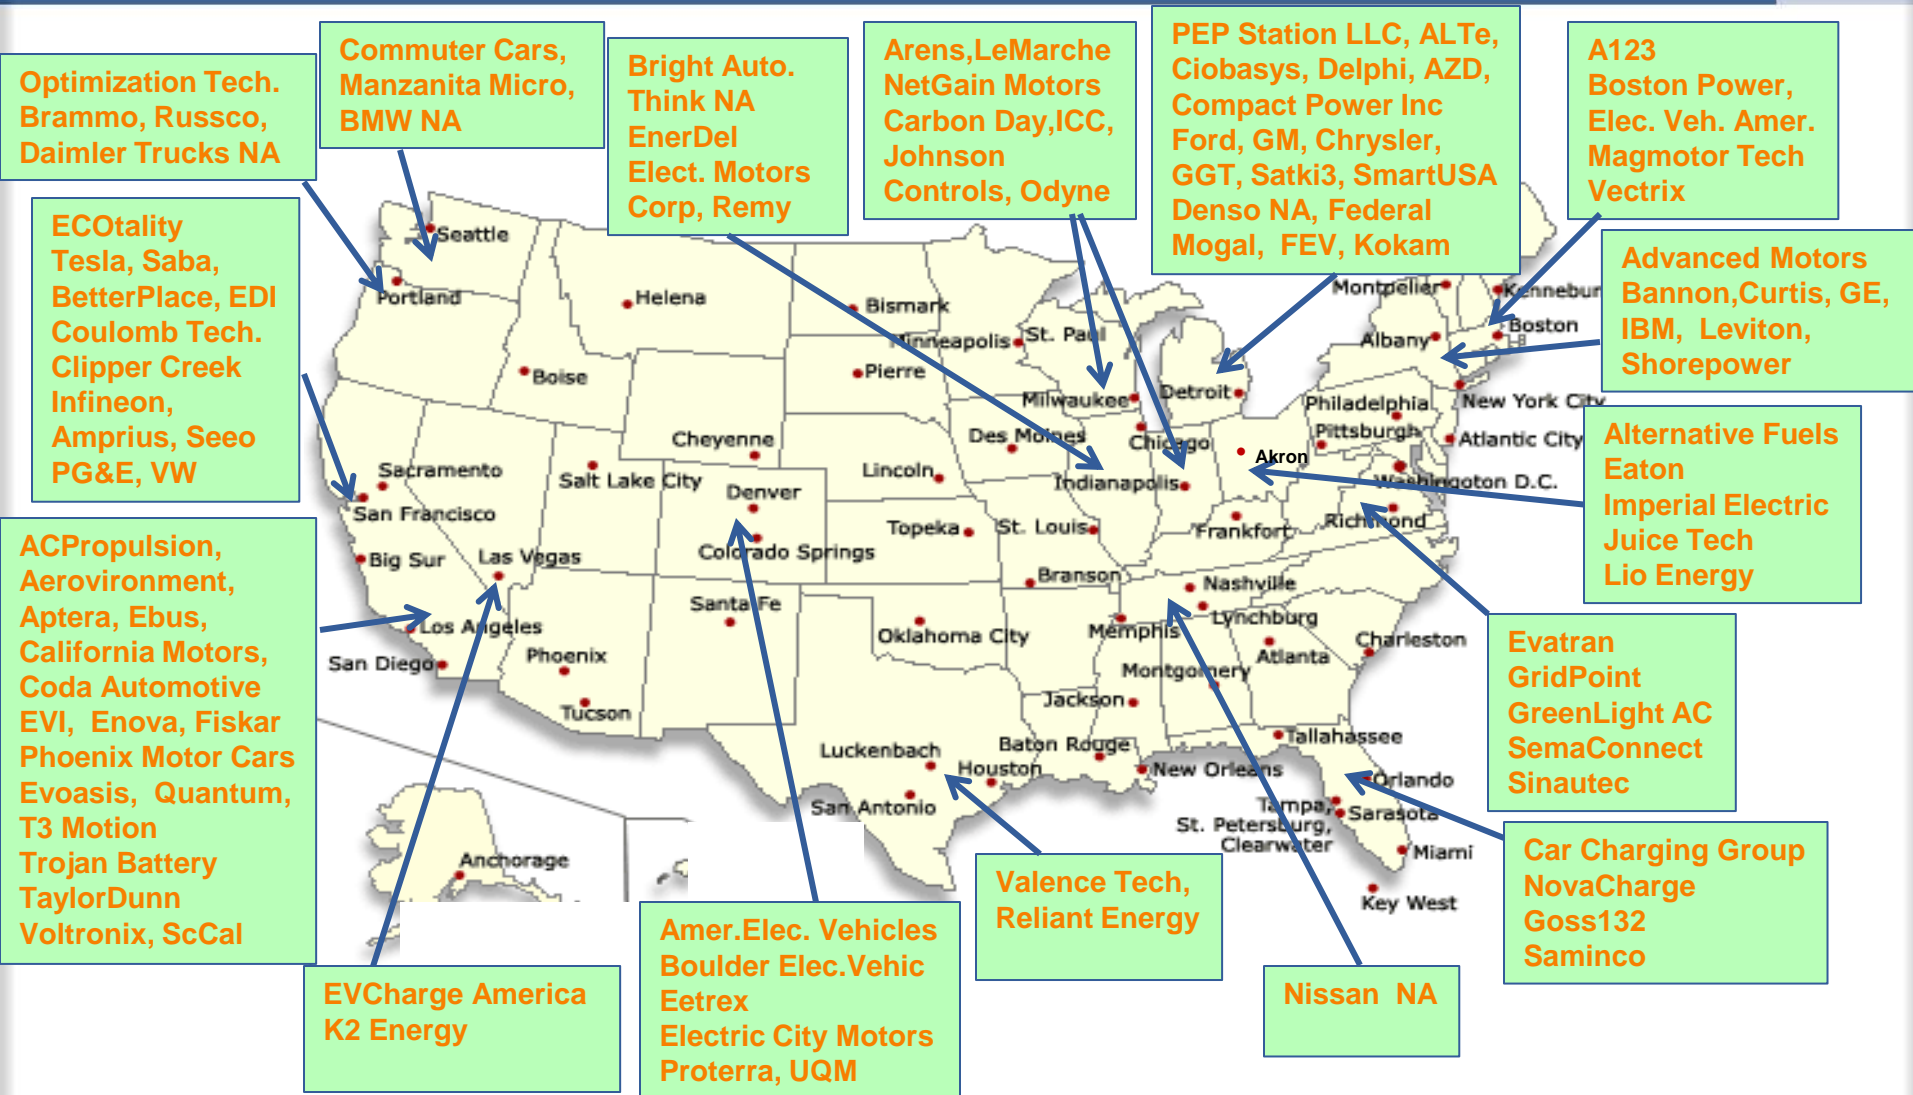 Optimization Tech.
Brammo, Russco,
Daimler Trucks NA
Commuter Cars,
Manzanita Micro,
BMW NA
Bright Auto.
Think NA
EnerDel
Elect. Motors
Corp, Remy
Arens,LeMarche
NetGain Motors
Carbon Day,ICC,
Johnson
Controls, Odyne
PEP Station LLC, ALTe,
Ciobasys, Delphi, AZD,
Compact Power Inc
Ford, GM, Chrysler,
GGT, Satki3, SmartUSA
Denso NA, Federal
Mogal, FEV, Kokam
A123
Boston Power,
Elec. Veh. Amer.
Magmotor Tech
Vectrix
ECOtality
Tesla, Saba,
BetterPlace, EDI
Coulomb Tech.
Clipper Creek
Infineon,
Amprius, Seeo
PG&E, VW
Advanced Motors
Bannon,Curtis, GE,
IBM, Leviton,
Shorepower
Alternative Fuels
Eaton
Imperial Electric
Juice Tech
Lio Energy
ACPropulsion,
Aerovironment,
Aptera, Ebus,
California Motors,
Coda Automotive
EVI, Enova, Fiskar
Phoenix Motor Cars
Evoasis, Quantum,
T3 Motion
Trojan Battery
TaylorDunn
Voltronix, ScCal
Evatran
GridPoint
GreenLight AC
SemaConnect
Sinautec
Car Charging Group
NovaCharge
Goss132
Saminco
Valence Tech,
Reliant Energy
Nissan NA
EVCharge America
K2 Energy
Amer.Elec. Vehicles
Boulder Elec.Vehic
Eetrex
Electric City Motors
Proterra, UQM
Seattle
Portland
Helena
Bismark
Minneapolis
St. Paul
Montpelier
Kennebun
Boston
Albany
Boise
Pierre
Milwaukee
Detroit
Philadelphia
New York City
Cheyenne
Des Moines
Chicago
Pittsburgh
Atlantic City
Akron
Sacramento
Salt Lake City
Denver
Lincoln
Indianapolis
Washingoton D.C.
San Francisco
Topeka
St. Louis
Frankfort
Richmond
Big Sur
Las Vegas
Colorado Springs
Branson
Nashville
Santa Fe
Lynchburg
Los Angeles
Oklahoma City
Memphis
Charleston
San Diego
Phoenix
Atlanta
Montgomery
Tucson
Jackson
Tallahassee
Luckenbach
Baton Rouge
Houston
New Orleans
Orlando
San Antonio
Tampa,
St. Petersburg,
Clearwater
Sarasota
Miami
Anchorage
Key West